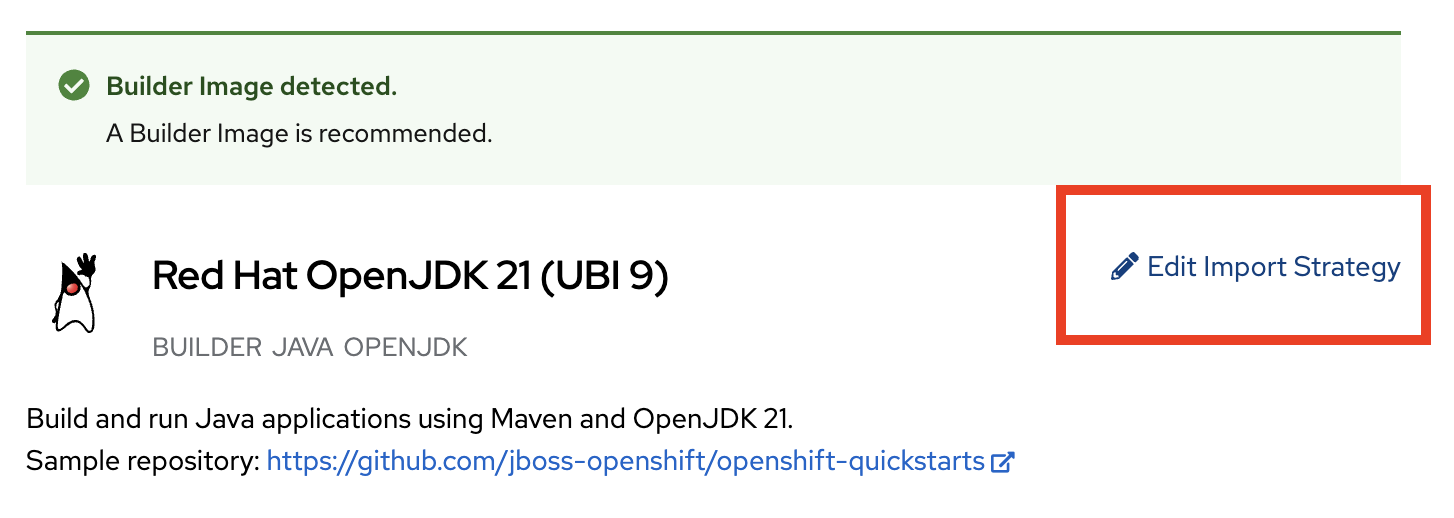 Builder Image detected.
A Builder Image is recommended.
Red Hat OpenJDK 21 (UBI 9)
Edit Import Strategy
BUILDER JAVA OPENJDK
Build and run Java applications using Maven and OpenJDK 21.
Sample repository: https://github.com/jboss-openshift/openshift-quickstarts